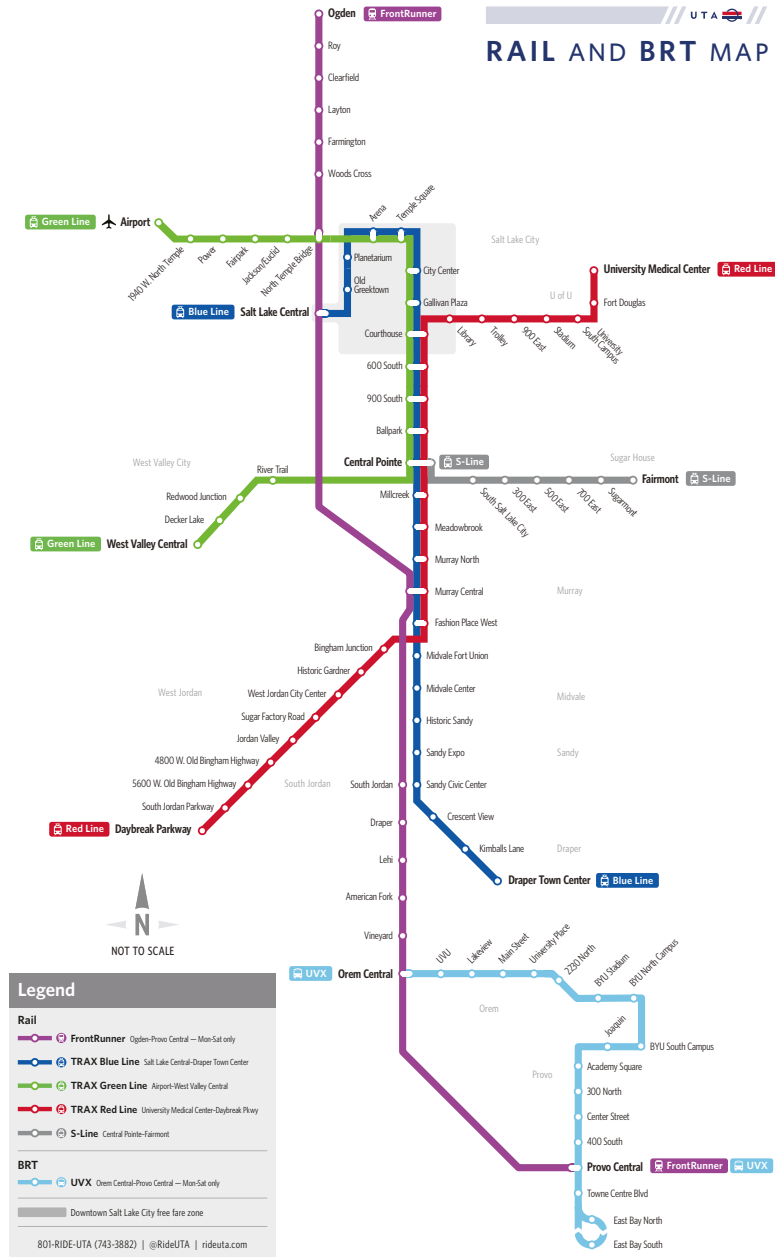 UTA
RAIL AND BRT MAP
Ogden
FrontRunner
Roy
Clearfield
Layton
Farmington
Woods Cross
Green Line
Airport
1940 W. North Temple
Power
Fairpark
Jackson/Euclid
North Temple Bridge
Arena
Temple Square
Salt Lake City
Planetarium
Old
Greektown
City Center
Blue Line
Salt Lake Central
Gallivan Plaza
Courthouse
University Medical Center
Red Line
U of U
Fort Douglas
Library
Trolley
900 East
Stadium
University
South Campus
600 South
900 South
Ballpark
Central Pointe
S-Line
Sugar House
Fairmont
S-Line
South Salt Lake City
300 East
500 East
700 East
Sugarmont
West Valley City
River Trail
Redwood Junction
Decker Lake
Green Line
West Valley Central
Millcreek
Meadowbrook
Murray North
Murray Central
Murray
Fashion Place West
Bingham Junction
Historic Gardner
West Jordan City Center
West Jordan
Sugar Factory Road
Jordan Valley
4800 W. Old Bingham Highway
5600 W. Old Bingham Highway
South Jordan Parkway
South Jordan
Red Line
Daybreak Parkway
Midvale Fort Union
Midvale Center
Midvale
Historic Sandy
Sandy Expo
Sandy
Sandy Civic Center
Crescent View
Kimballs Lane
Draper
Draper Town Center
Blue Line
South Jordan
Draper
Lehi
American Fork
Vineyard
UVX
Orem Central
UVU
Lakeview
Main Street
University Place
2230 North
BYU Stadium
BYU North Campus
Orem
Joaquin
BYU South Campus
Provo
Academy Square
300 North
Center Street
400 South
Provo Central
FrontRunner
UVX
Towne Centre Blvd
East Bay North
East Bay South
N
NOT TO SCALE
Legend
Rail
FrontRunner Ogden-Provo Central — Mon-Sat only
TRAX Blue Line Salt Lake Central-Draper Town Center
TRAX Green Line Airport-West Valley Central
TRAX Red Line University Medical Center-Daybreak Pkwy
S-Line Central Pointe-Fairmont
BRT
UVX Orem Central-Provo Central — Mon-Sat only
Downtown Salt Lake City free fare zone
801-RIDE-UTA (743-3882) | @RideUTA | rideuta.com